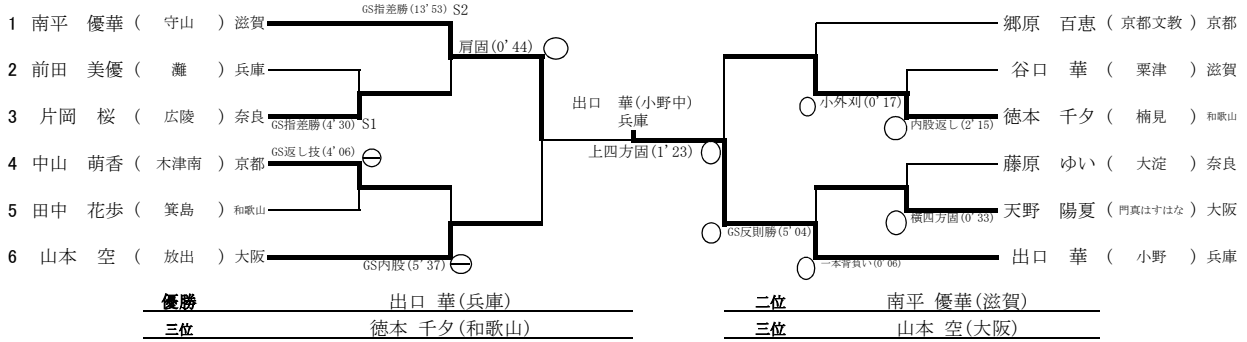 GS指差勝(13'53) S2
1 南平 優華 ( 守山 ) 滋賀
郷原 百恵 ( 京都文教 ) 京都
肩固(0'44)
2 前田 美優 ( 灘 ) 兵庫
谷口 華 ( 粟津 ) 滋賀
出口 華(小野中)
兵庫
小外刈(0'17)
3 片岡 桜 ( 広陵 ) 奈良
GS指差勝(4'30) S1
内股返し(2'15)
徳本 千夕 ( 楠見 ) 和歌山
GS返し技(4'06)
上四方固(1'23)
4 中山 萌香 ( 木津南 ) 京都
藤原 ゆい ( 大淀 ) 奈良
5 田中 花歩 ( 箕島 ) 和歌山
横四方固(0'33)
天野 陽夏 ( 門真はすはな ) 大阪
GS反則勝(5'04)
6 山本 空 ( 放出 ) 大阪
GS内股(5'37)
一本背負い(0'06)
出口 華 ( 小野 ) 兵庫
優勝 出口 華(兵庫)
二位 南平 優華(滋賀)
三位 徳本 千夕(和歌山)
三位 山本 空(大阪)